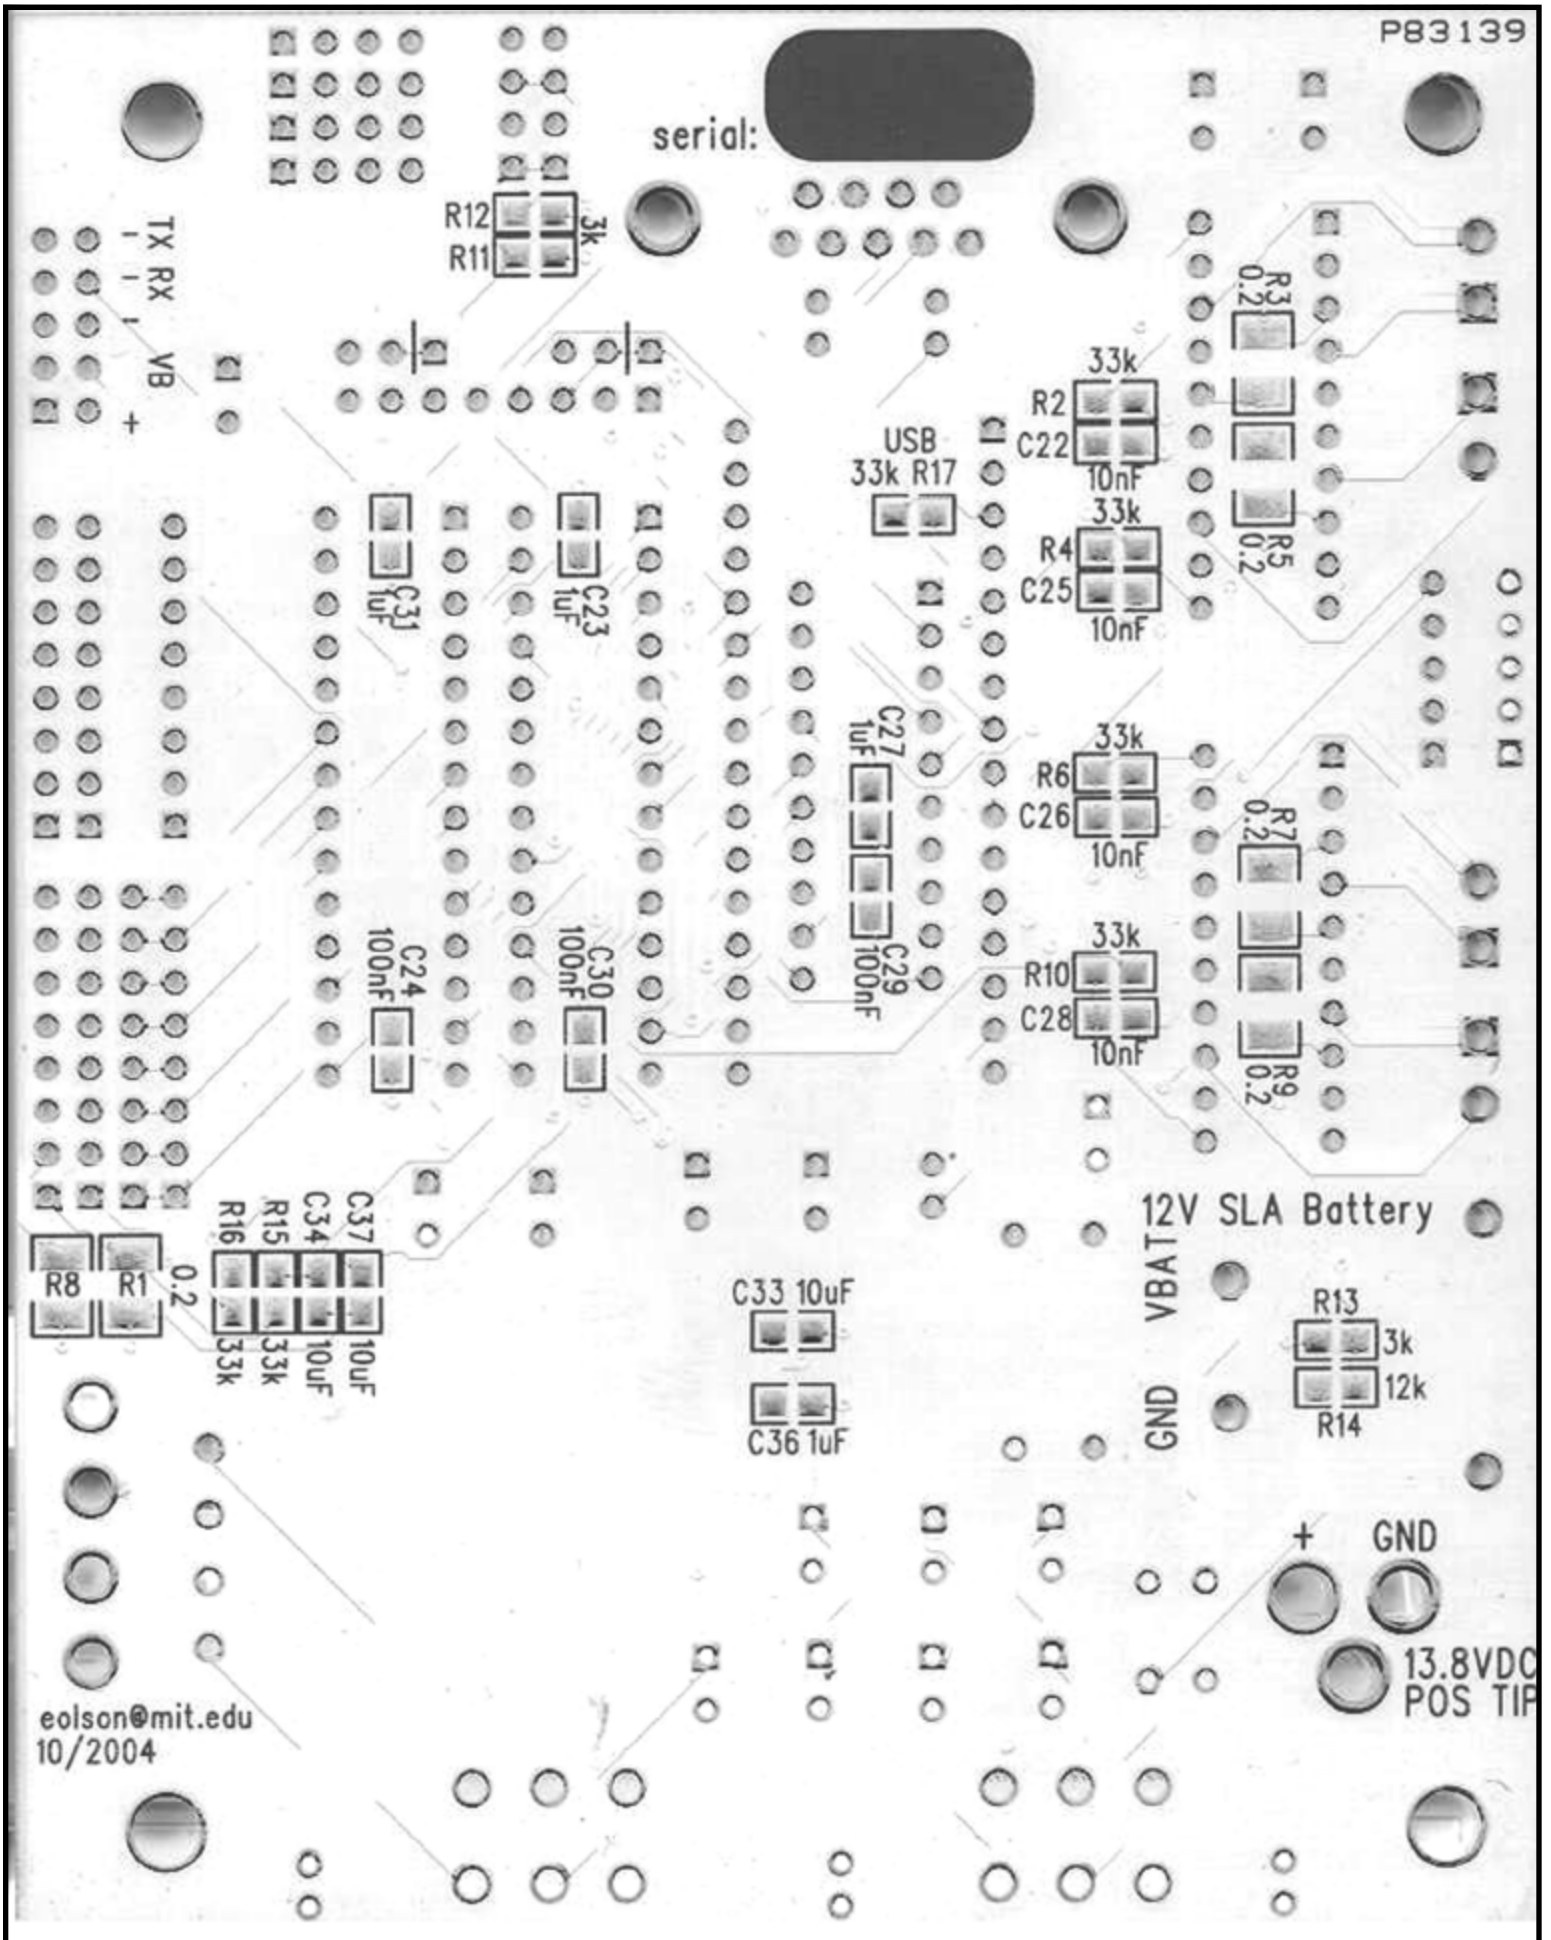 P83139
serial:
R12
3k
R11
TX
RX
VB
+
R3
0.2
33k
R2
C22
10nF
USB
33k R17
33k
R4
C25
10nF
R5
0.2
C31
1uF
C23
1uF
C27
1uF
33k
R6
C26
10nF
R7
0.2
C24
100nF
C30
100nF
C29
100nF
33k
R10
C28
10nF
R9
0.2
R16
R15
C34
C37
R8
R1
0.2
33k
33k
10uF
10uF
12V SLA Battery
VBAT
GND
C33 10uF
C36 1uF
R13
3k
12k
R14
+
GND
13.8VDC
POS TIP
eolson@mit.edu
10/2004